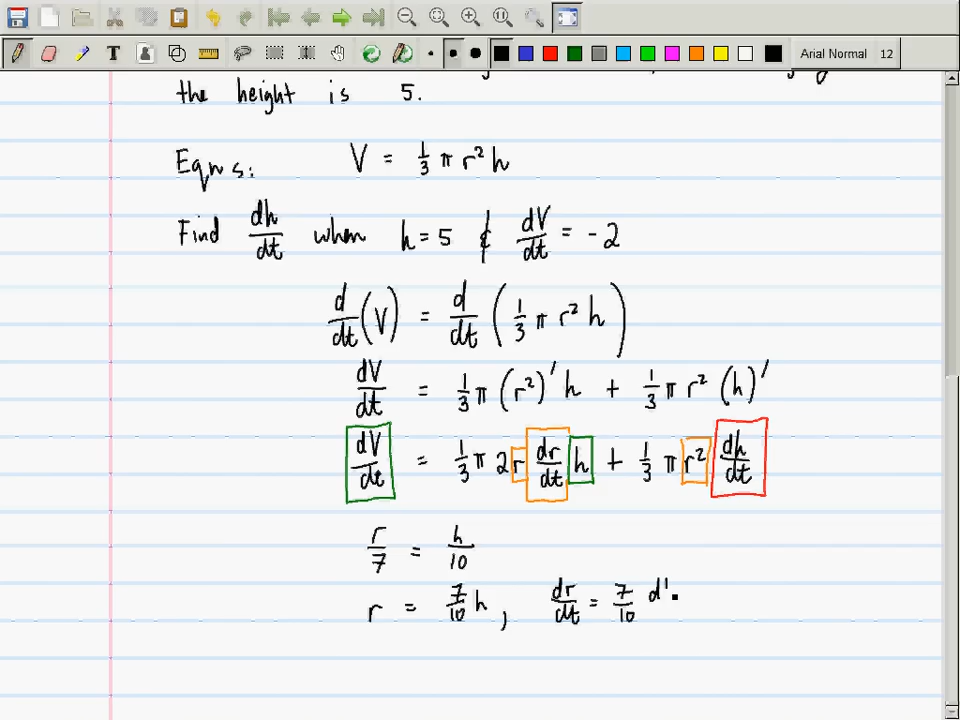 Arial Normal 12
the height is 5.
Eqns: V = 1/3 π r² h
Find dh/dt when h = 5 & dV/dt = -2
d/dt (V) = d/dt (1/3 π r² h)
dV/dt = 1/3 π (r²)' h + 1/3 π r² (h)'
dV/dt = 1/3 π 2 r dr/dt h + 1/3 π r² dh/dt
r/7 = h/10
r = 7/10 h, dr/dt = 7/10 d